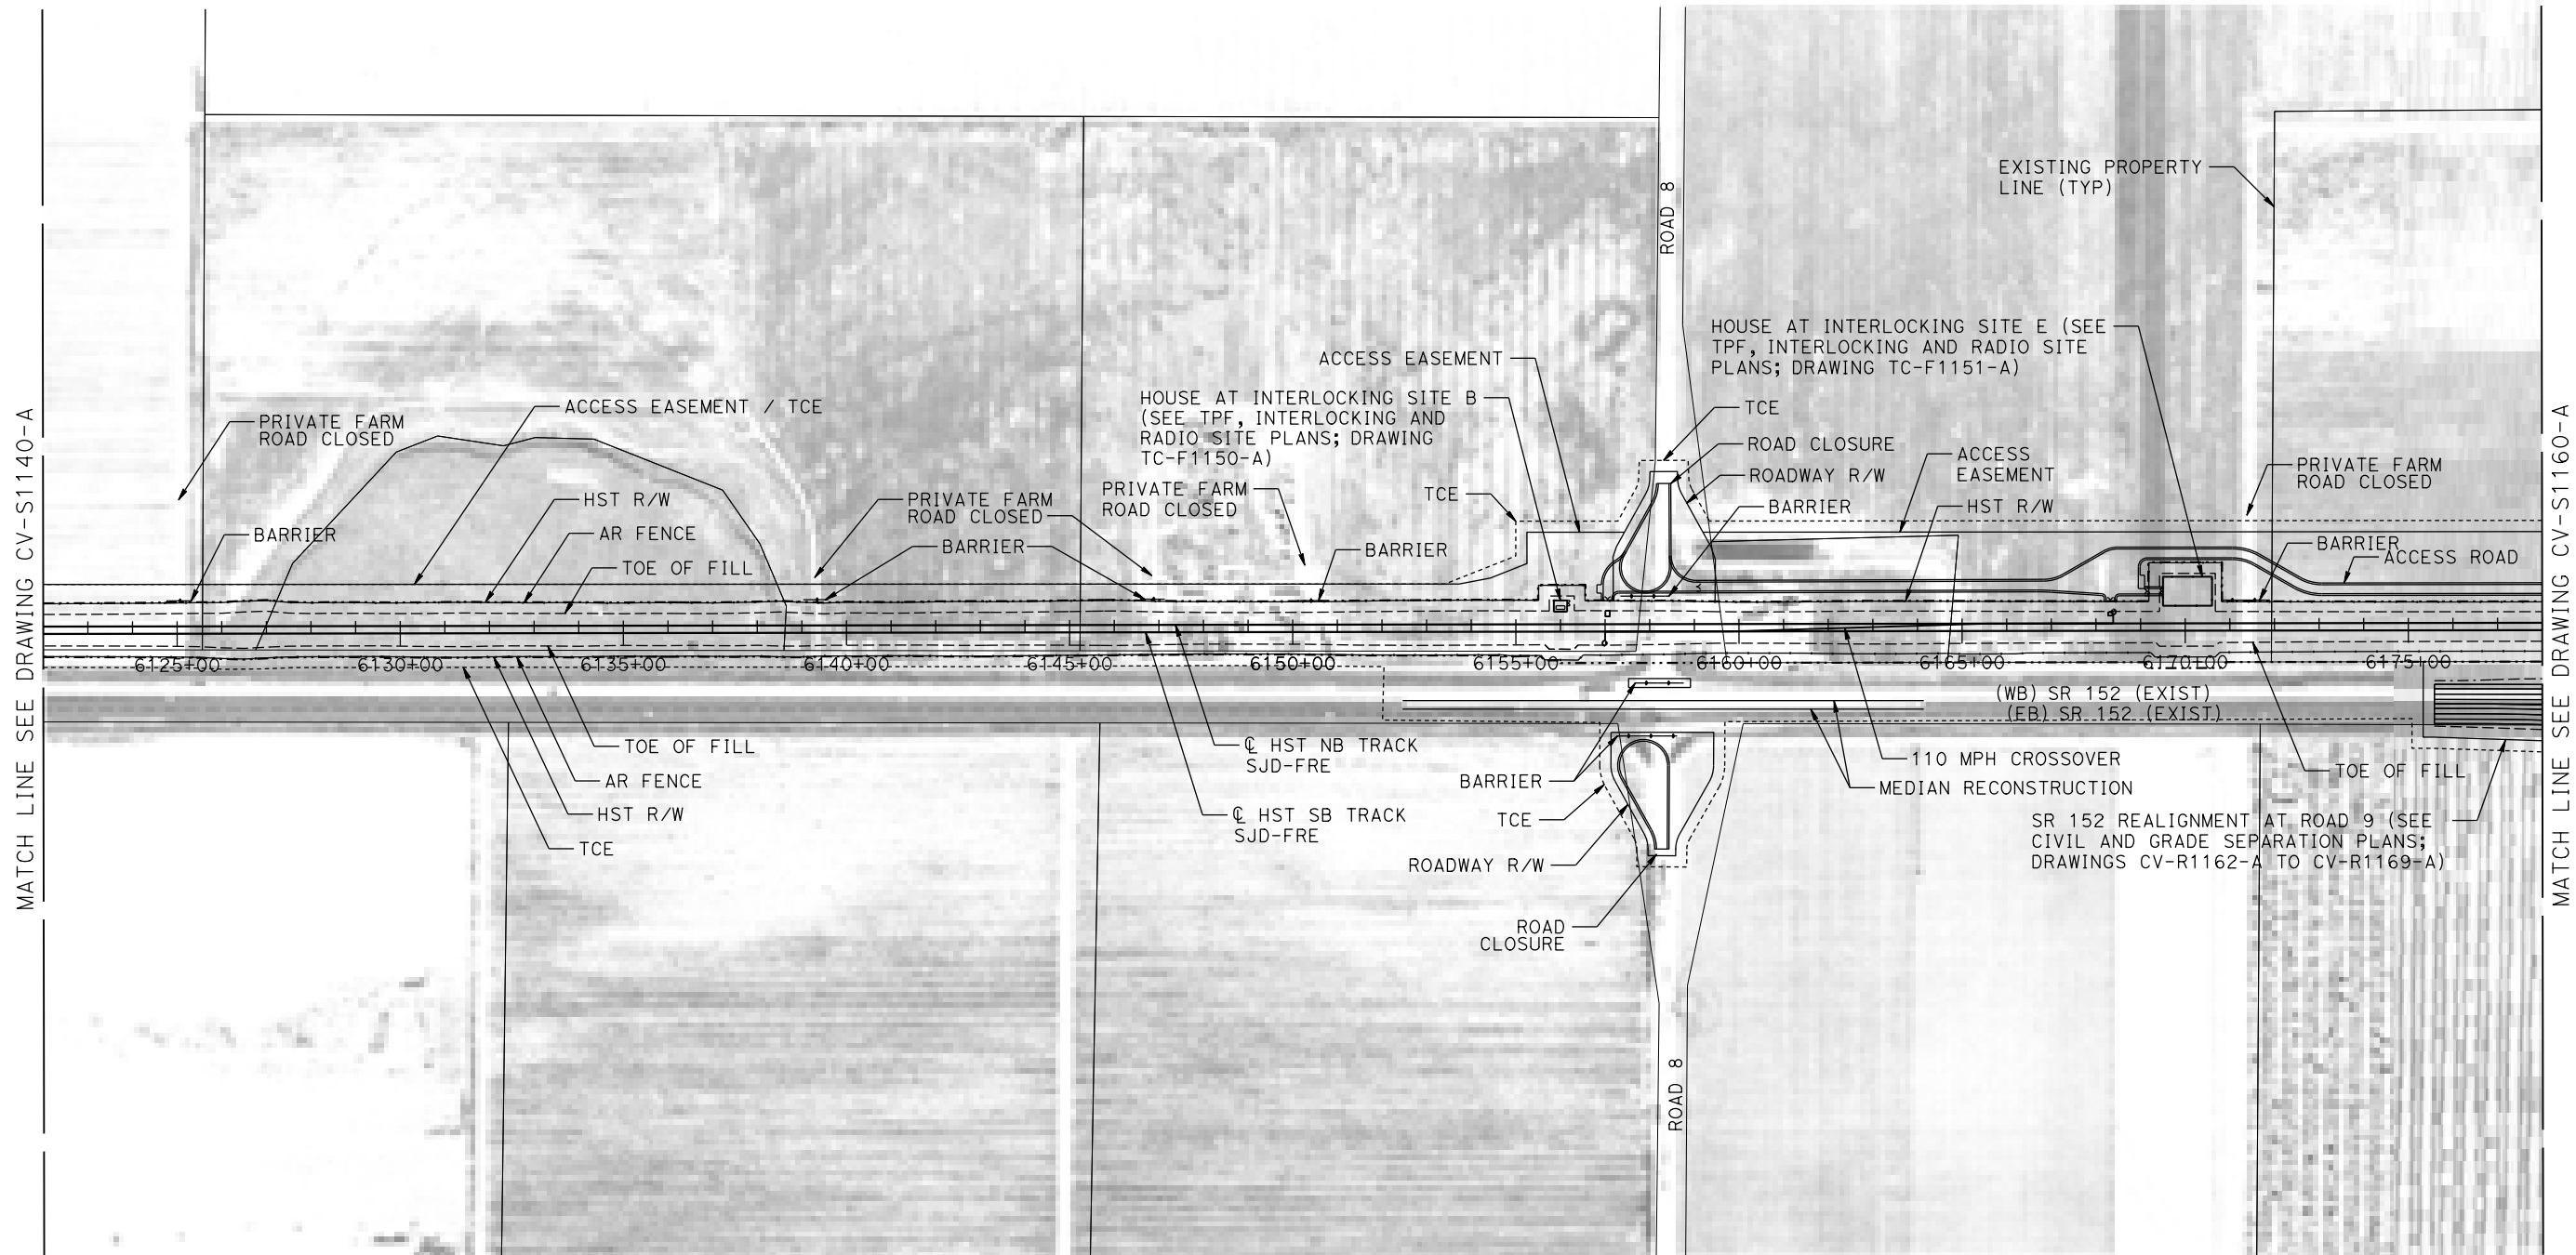 MATCH LINE SEE DRAWING CV-S1140-A
PRIVATE FARM
ROAD CLOSED
ACCESS EASEMENT / TCE
HST R/W
AR FENCE
TOE OF FILL
BARRIER
PRIVATE FARM
ROAD CLOSED
BARRIER
HOUSE AT INTERLOCKING SITE B
(SEE TPF, INTERLOCKING AND
RADIO SITE PLANS; DRAWING
TC-F1150-A)
PRIVATE FARM
ROAD CLOSED
BARRIER
ACCESS EASEMENT
TCE
ROAD 8
EXISTING PROPERTY
LINE (TYP)
HOUSE AT INTERLOCKING SITE E (SEE
TPF, INTERLOCKING AND RADIO SITE
PLANS; DRAWING TC-F1151-A)
TCE
ROAD CLOSURE
ROADWAY R/W
BARRIER
ACCESS
EASEMENT
HST R/W
PRIVATE FARM
ROAD CLOSED
BARRIER
ACCESS ROAD
6125+00
6130+00
6135+00
6140+00
6145+00
6150+00
6155+00
6160+00
6165+00
6170+00
6175+00
(WB) SR 152 (EXIST)
(EB) SR 152 (EXIST)
TOE OF FILL
AR FENCE
HST R/W
TCE
℄ HST NB TRACK
SJD-FRE
℄ HST SB TRACK
SJD-FRE
BARRIER
TCE
ROADWAY R/W
ROAD
CLOSURE
110 MPH CROSSOVER
MEDIAN RECONSTRUCTION
TOE OF FILL
SR 152 REALIGNMENT AT ROAD 9 (SEE
CIVIL AND GRADE SEPARATION PLANS;
DRAWINGS CV-R1162-A TO CV-R1169-A)
ROAD 8
MATCH LINE SEE DRAWING CV-S1160-A